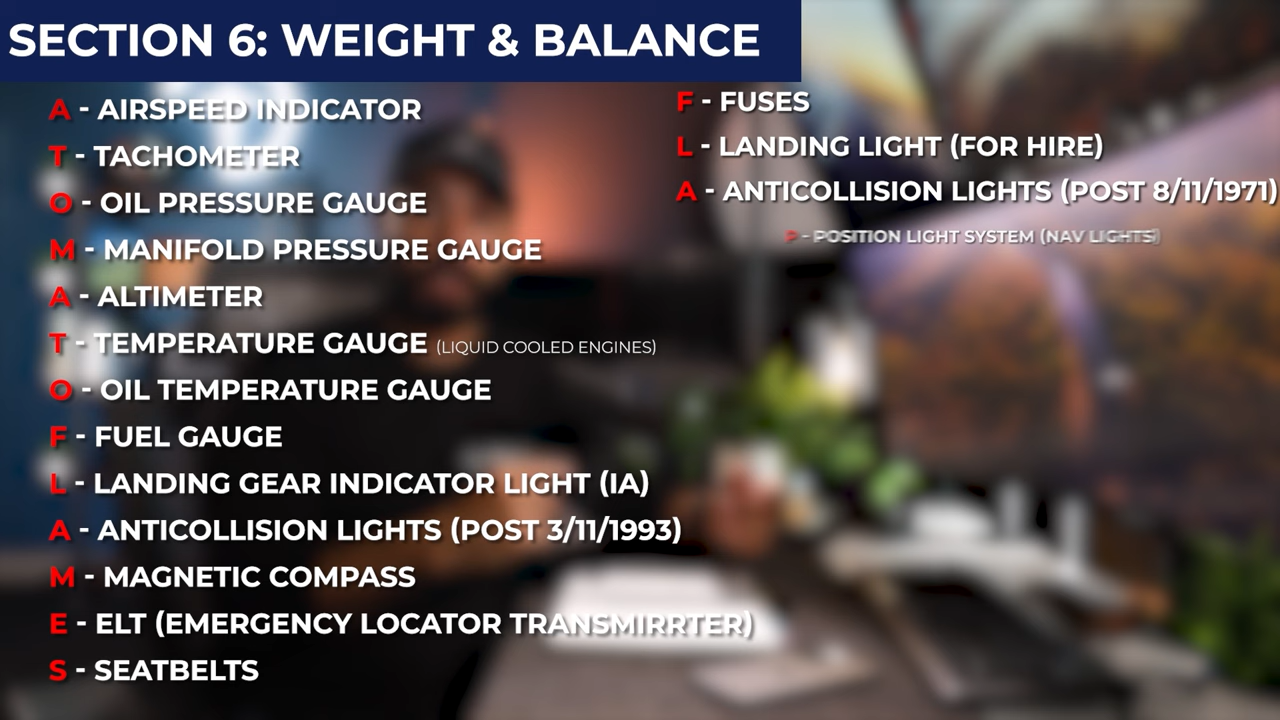 SECTION 6: WEIGHT & BALANCE
A - AIRSPEED INDICATOR
T - TACHOMETER
O - OIL PRESSURE GAUGE
M - MANIFOLD PRESSURE GAUGE
A - ALTIMETER
T - TEMPERATURE GAUGE (LIQUID COOLED ENGINES)
O - OIL TEMPERATURE GAUGE
F - FUEL GAUGE
L - LANDING GEAR INDICATOR LIGHT (IA)
A - ANTICOLLISION LIGHTS (POST 3/11/1993)
M - MAGNETIC COMPASS
E - ELT (EMERGENCY LOCATOR TRANSMIRRTER)
S - SEATBELTS
F - FUSES
L - LANDING LIGHT (FOR HIRE)
A - ANTICOLLISION LIGHTS (POST 8/11/1971)
P - POSITION LIGHT SYSTEM (NAV LIGHTS)